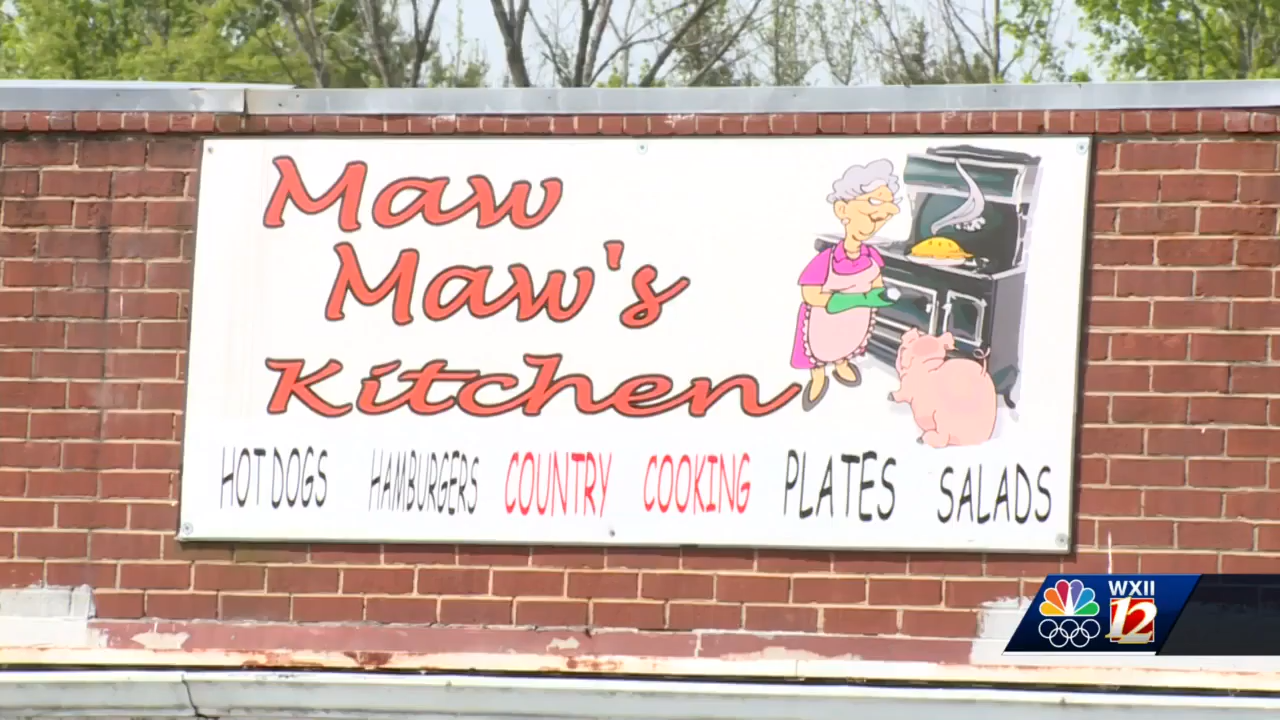 Maw
Maw's
Kitchen
HOT DOGS HAMBURGERS COUNTRY COOKING PLATES SALADS
WXII
12